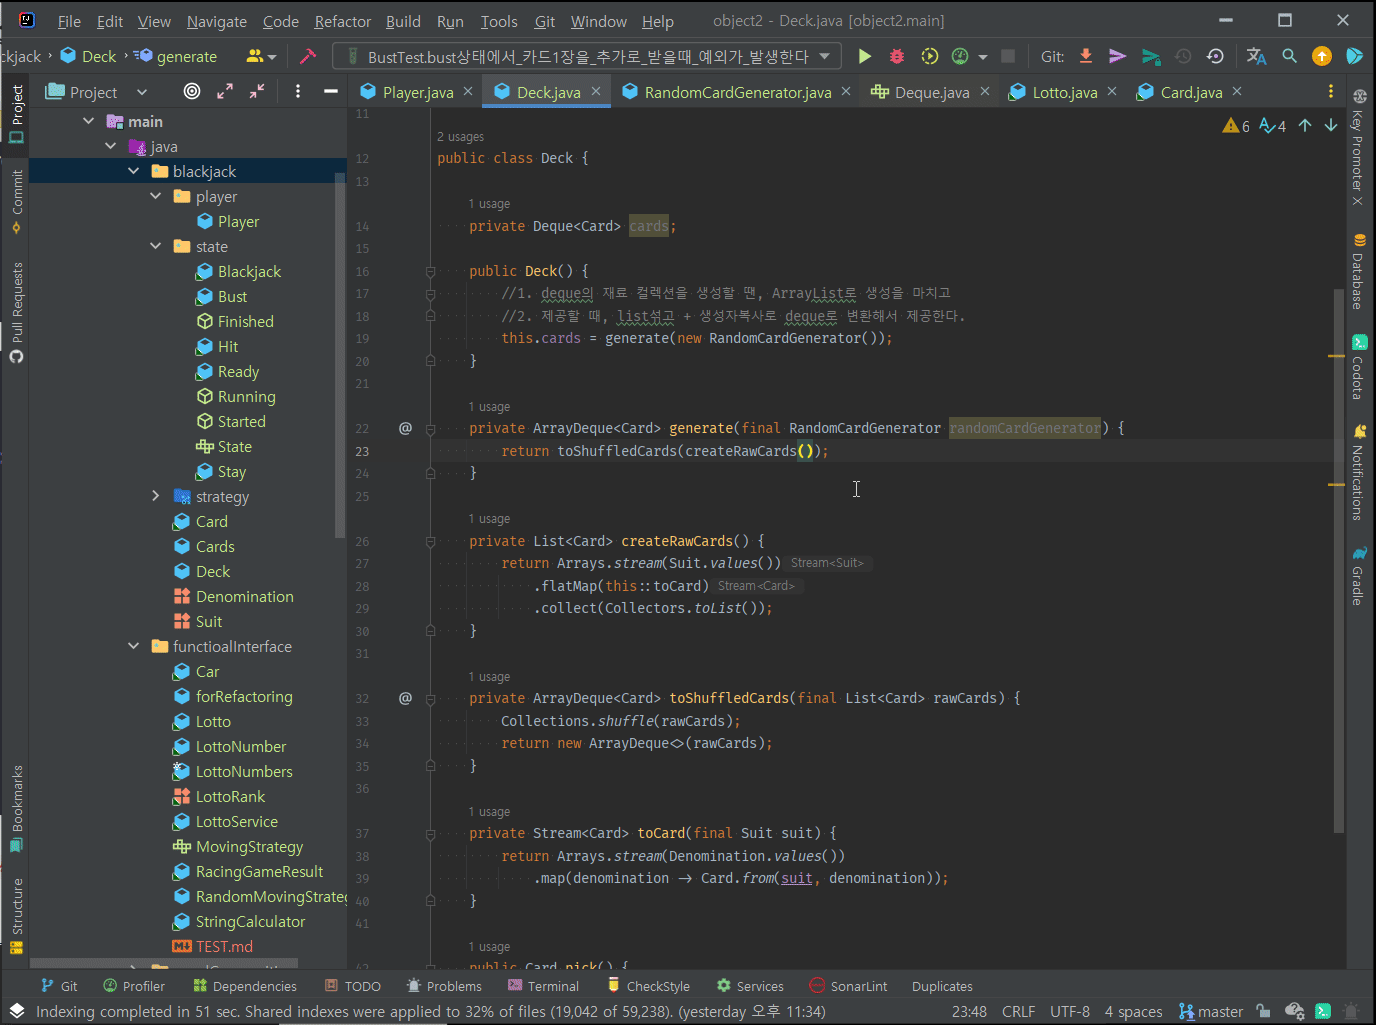 File Edit View Navigate Code Refactor Build Run Tools Git Window Help object2 - Deck.java [object2.main]
ckjack › Deck › generate BustTest.bust상태에서_카드1장을_추가로_받을때_예외가_발생한다 Git:
Project Player.java Deck.java RandomCardGenerator.java Deque.java Lotto.java Card.java
Project
Commit
Pull Requests
Bookmarks
Structure
main
java
blackjack
player
Player
state
Blackjack
Bust
Finished
Hit
Ready
Running
Started
State
Stay
strategy
Card
Cards
Deck
Denomination
Suit
functioalInterface
Car
forRefactoring
Lotto
LottoNumber
LottoNumbers
LottoRank
LottoService
MovingStrategy
RacingGameResult
RandomMovingStrateg
StringCalculator
TEST.md
6 4
11
2 usages
12 public class Deck {
13
1 usage
14 private Deque<Card> cards;
15
16 public Deck() {
17 //1. deque의 재료 컬렉션을 생성할 땐, ArrayList로 생성을 마치고
18 //2. 제공할 때, list섞고 + 생성자복사로 deque로 변환해서 제공한다.
19 this.cards = generate(new RandomCardGenerator());
20 }
21
1 usage
22 @ private ArrayDeque<Card> generate(final RandomCardGenerator randomCardGenerator) {
23 return toShuffledCards(createRawCards());
24 }
25
1 usage
26 private List<Card> createRawCards() {
27 return Arrays.stream(Suit.values()) Stream<Suit>
28 .flatMap(this::toCard) Stream<Card>
29 .collect(Collectors.toList());
30 }
31
1 usage
32 @ private ArrayDeque<Card> toShuffledCards(final List<Card> rawCards) {
33 Collections.shuffle(rawCards);
34 return new ArrayDeque<>(rawCards);
35 }
36
1 usage
37 private Stream<Card> toCard(final Suit suit) {
38 return Arrays.stream(Denomination.values())
39 .map(denomination -> Card.from(suit, denomination));
40 }
41
1 usage
42 public Card pick() {
Key Promoter X
Database
Codota
Notifications
Gradle
Git Profiler Dependencies TODO Problems Terminal CheckStyle Services SonarLint Duplicates
Indexing completed in 51 sec. Shared indexes were applied to 32% of files (19,042 of 59,238). (yesterday 오후 11:34) 23:48 CRLF UTF-8 4 spaces master